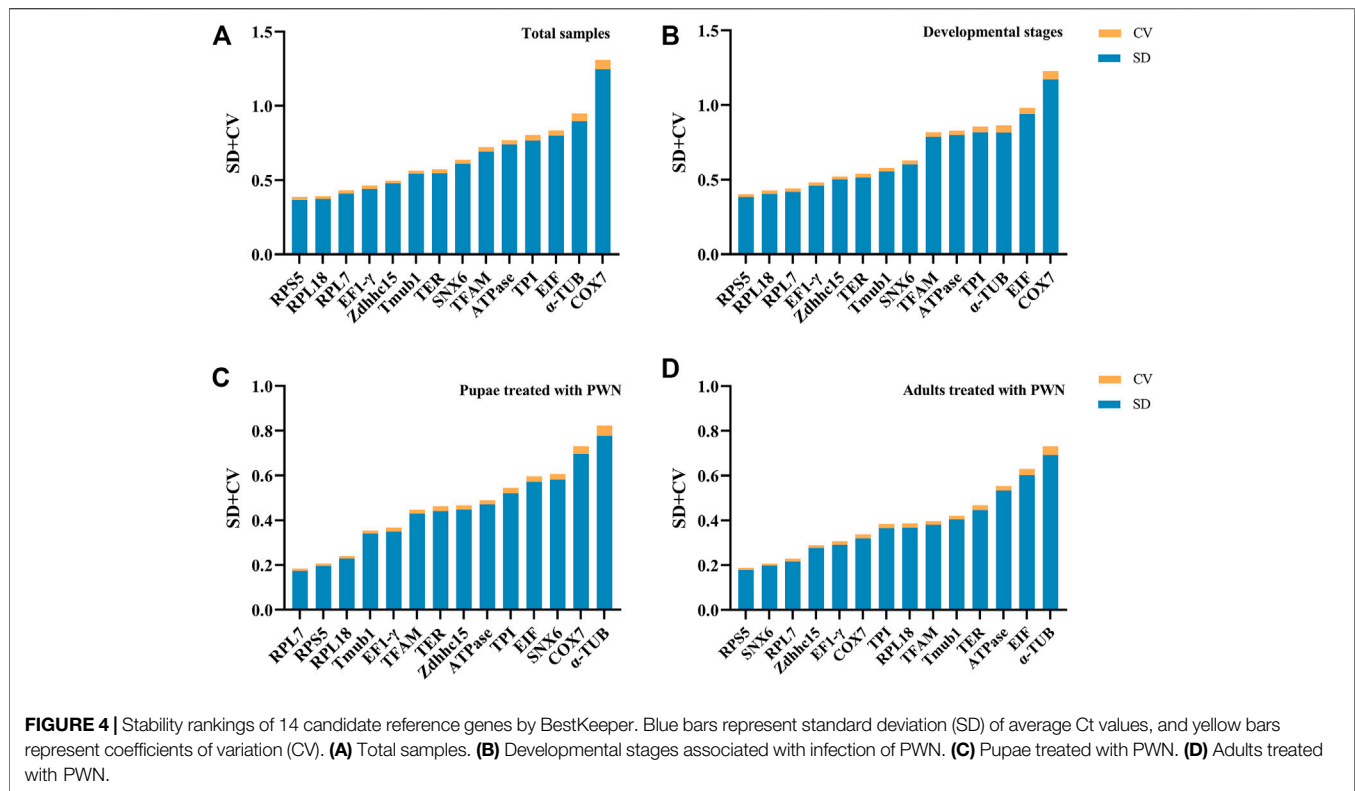 A
Total samples
SD+CV
1.5
1.0
0.5
0.0
RPS5
RPL18
RPL7
EF1-γ
Zdhhc15
Tmub1
TER
SNX6
TFAM
ATPase
TPI
EIF
α-TUB
COX7
B
Developmental stages
SD+CV
1.5
1.0
0.5
0.0
RPS5
RPL18
RPL7
EF1-γ
Zdhhc15
TER
Tmub1
SNX6
TFAM
ATPase
TPI
α-TUB
EIF
COX7
CV
SD
C
Pupae treated with PWN
SD+CV
1.0
0.8
0.6
0.4
0.2
0.0
RPL7
RPS5
RPL18
Tmub1
EF1-γ
TFAM
TER
Zdhhc15
ATPase
TPI
EIF
SNX6
COX7
α-TUB
D
Adults treated with PWN
SD+CV
1.0
0.8
0.6
0.4
0.2
0.0
RPS5
SNX6
RPL7
Zdhhc15
EF1-γ
COX7
TPI
RPL18
TFAM
Tmub1
TER
ATPase
EIF
α-TUB
CV
SD
FIGURE 4 | Stability rankings of 14 candidate reference genes by BestKeeper. Blue bars represent standard deviation (SD) of average Ct values, and yellow bars
represent coefficients of variation (CV). (A) Total samples. (B) Developmental stages associated with infection of PWN. (C) Pupae treated with PWN. (D) Adults treated
with PWN.